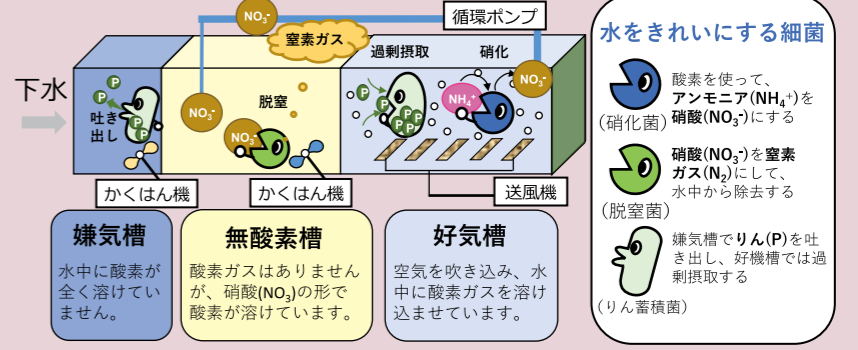 循環ポンプ
NO₃⁻
窒素ガス
過剰摂取
硝化
NO₃⁻
下水
P
P
P
吐き
出し
P
P
P
脱窒
NO₃⁻
NO₃⁻
P
P
P
P
P
P
P
NH₄⁺
かくはん機
かくはん機
送風機
嫌気槽
水中に酸素が
全く溶けてい
ません。
無酸素槽
酸素ガスはありません
が、硝酸(NO₃)の形で
酸素が溶けています。
好気槽
空気を吹き込み、水
中に酸素ガスを溶け
込ませています。
水をきれいにする細菌
酸素を使って、
アンモニア(NH₄⁺)を
硝酸(NO₃⁻)にする
(硝化菌)
硝酸(NO₃⁻)を窒素
ガス(N₂)にして、
水中から除去する
(脱窒菌)
嫌気槽でりん(P)を吐
き出し、好機槽では過
剰摂取する
(りん蓄積菌)